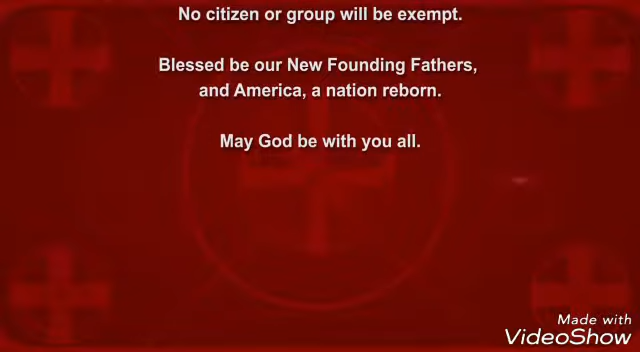 No citizen or group will be exempt.
Blessed be our New Founding Fathers,
and America, a nation reborn.
May God be with you all.
Made with
VideoShow